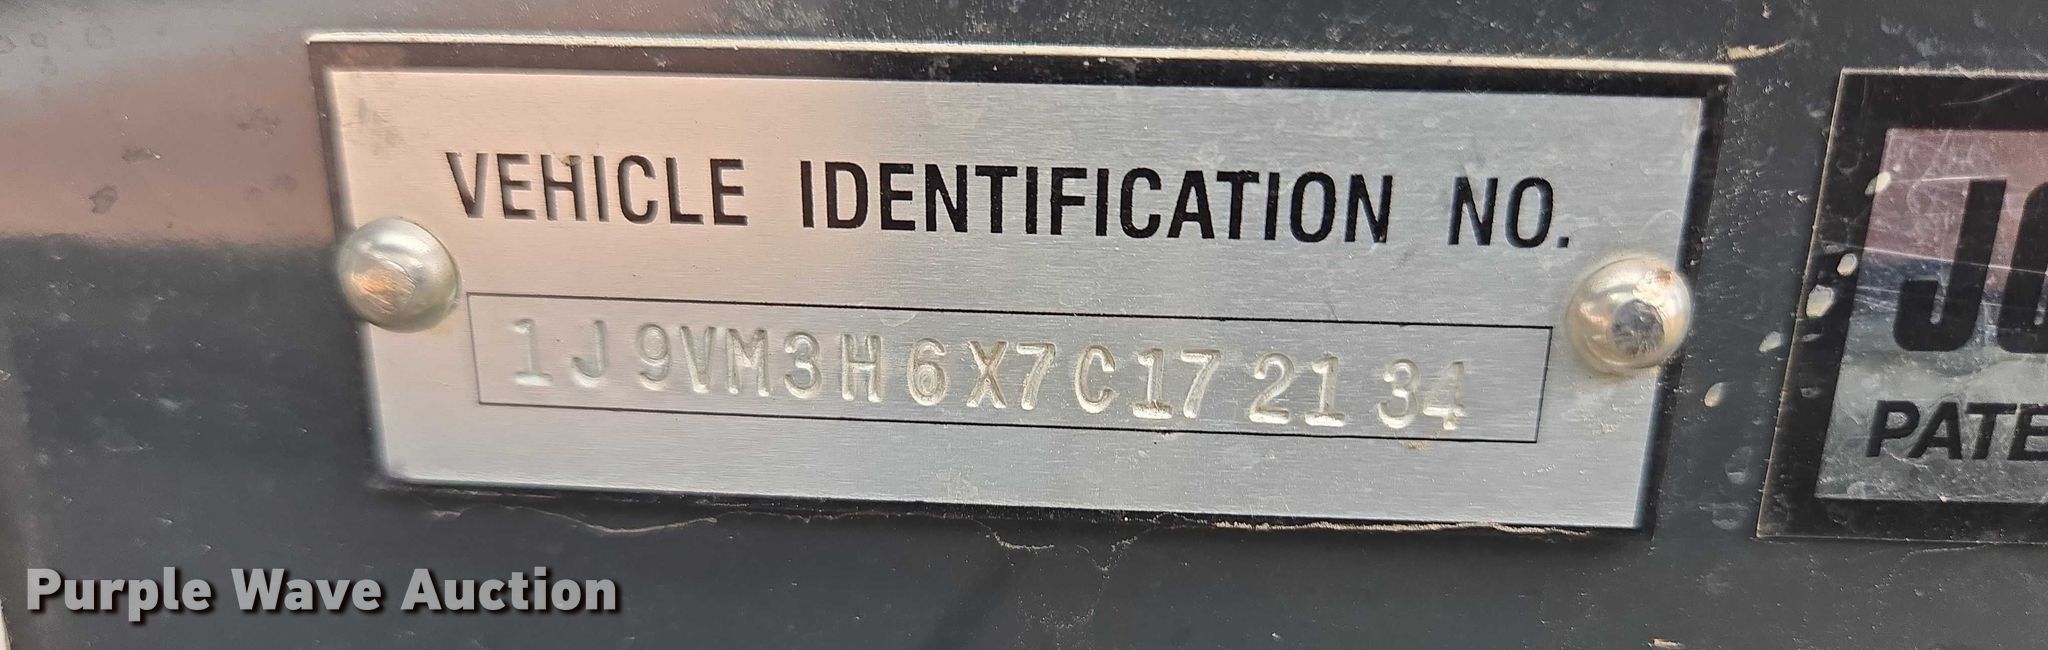 VEHICLE IDENTIFICATION NO.
1J9VM3H6X7C172134
PATE
Purple Wave Auction